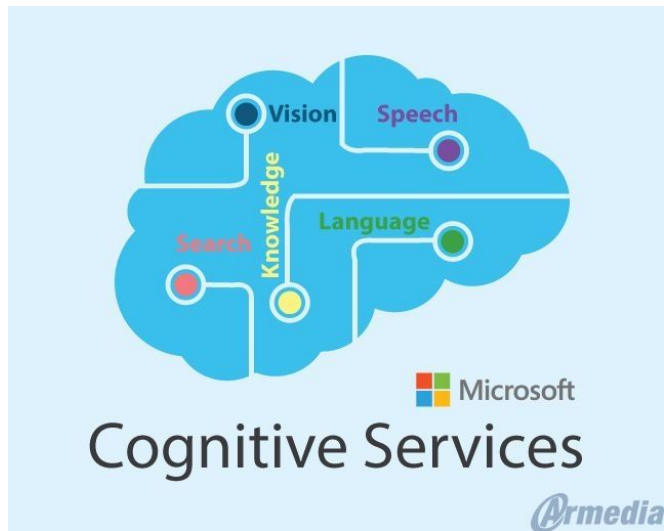 Vision
Speech
Knowledge
Language
Search
Microsoft
Cognitive Services
Armedia